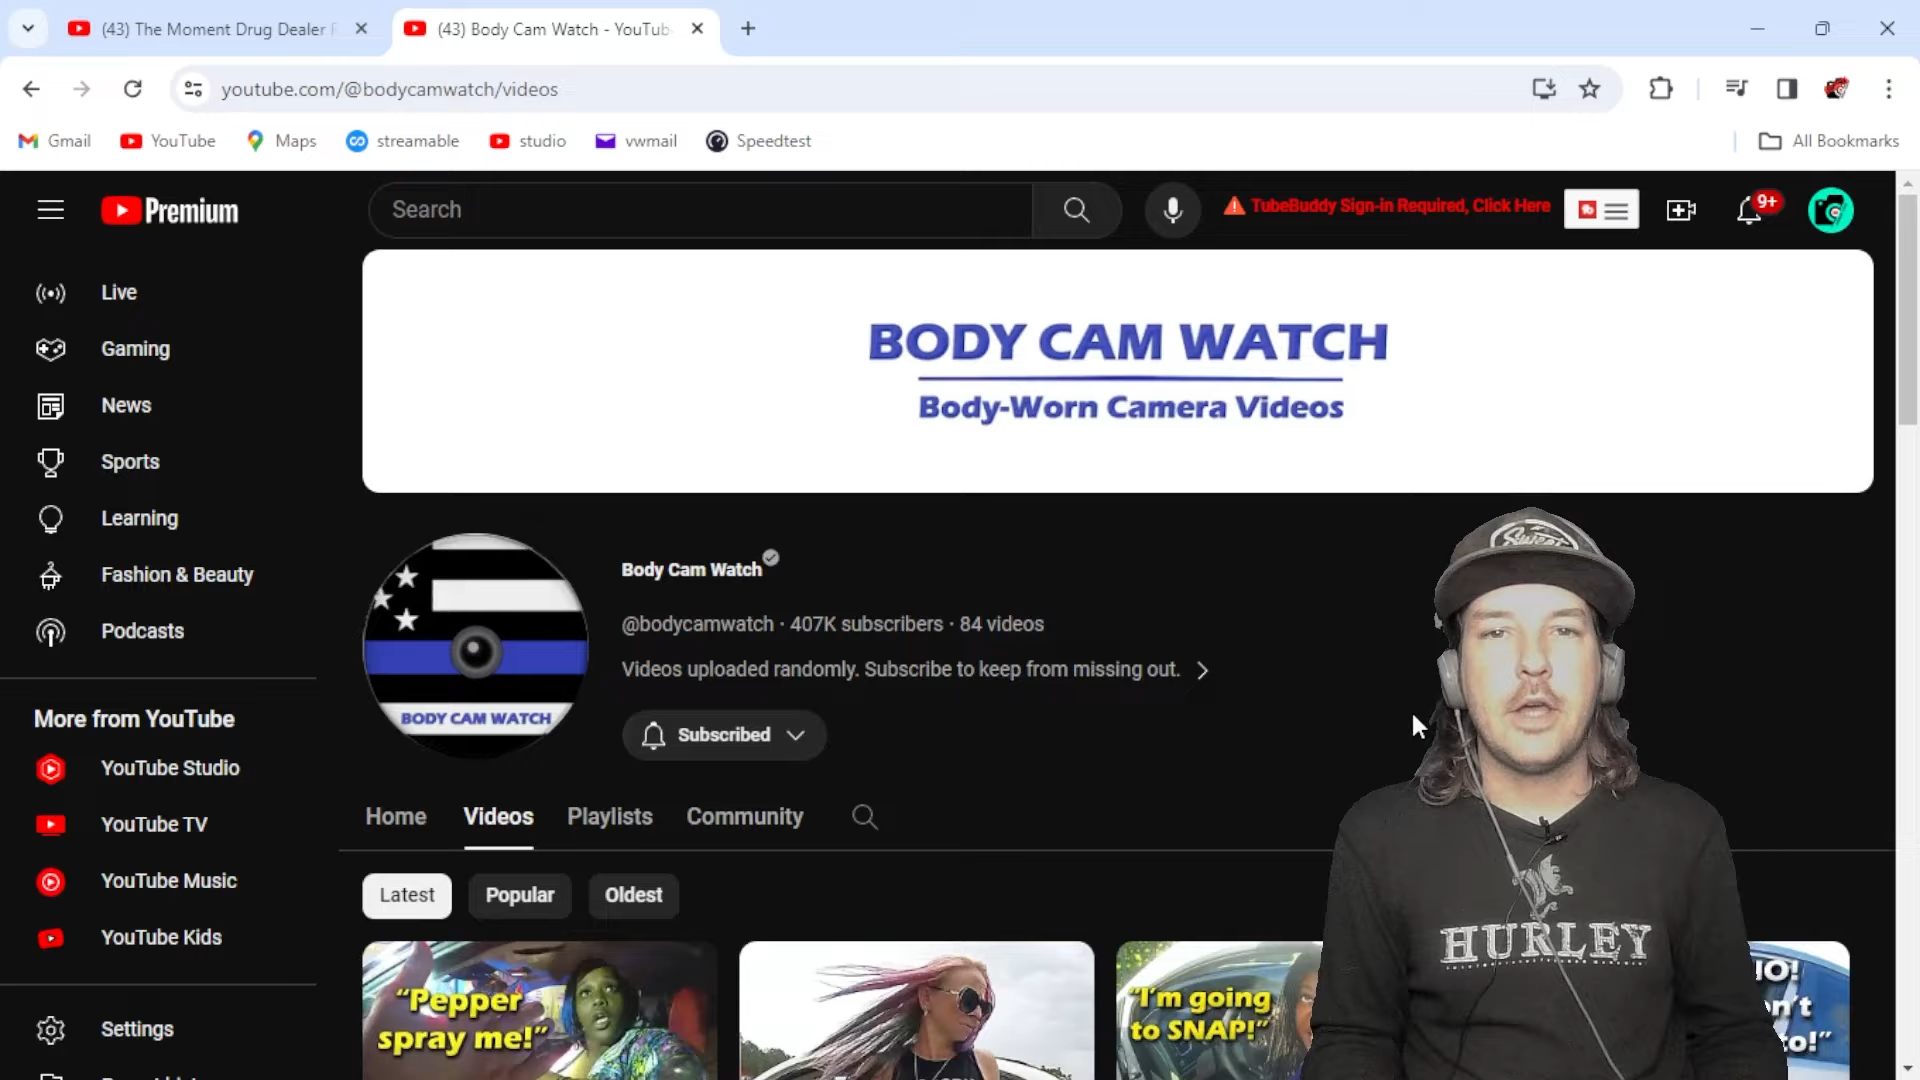 (43) The Moment Drug Dealer
(43) Body Cam Watch - YouTub
youtube.com/@bodycamwatch/videos
Gmail
YouTube
Maps
streamable
studio
vwmail
Speedtest
All Bookmarks
Premium
Search
TubeBuddy Sign-in Required, Click Here
9+
Live
Gaming
News
Sports
Learning
Fashion & Beauty
Podcasts
More from YouTube
YouTube Studio
YouTube TV
YouTube Music
YouTube Kids
Settings
BODY CAM WATCH
Body-Worn Camera Videos
BODY CAM WATCH
Body Cam Watch
@bodycamwatch · 407K subscribers · 84 videos
Videos uploaded randomly. Subscribe to keep from missing out.
Subscribed
Home
Videos
Playlists
Community
Latest
Popular
Oldest
"Pepper
spray me!"
"I'm going
to SNAP!"
to!"
HURLEY